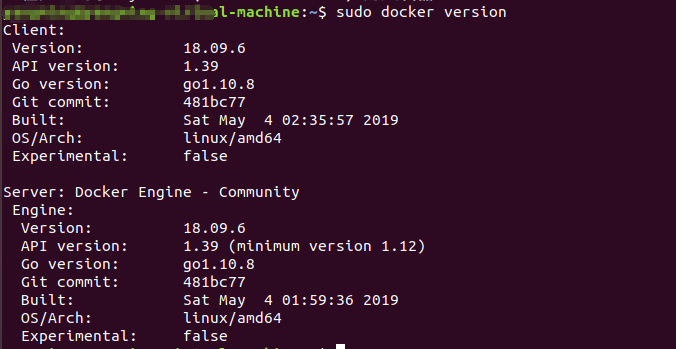 al-machine:~$ sudo docker version
Client:
Version: 18.09.6
API version: 1.39
Go version: go1.10.8
Git commit: 481bc77
Built: Sat May 4 02:35:57 2019
OS/Arch: linux/amd64
Experimental: false
Server: Docker Engine - Community
Engine:
Version: 18.09.6
API version: 1.39 (minimum version 1.12)
Go version: go1.10.8
Git commit: 481bc77
Built: Sat May 4 01:59:36 2019
OS/Arch: linux/amd64
Experimental: false